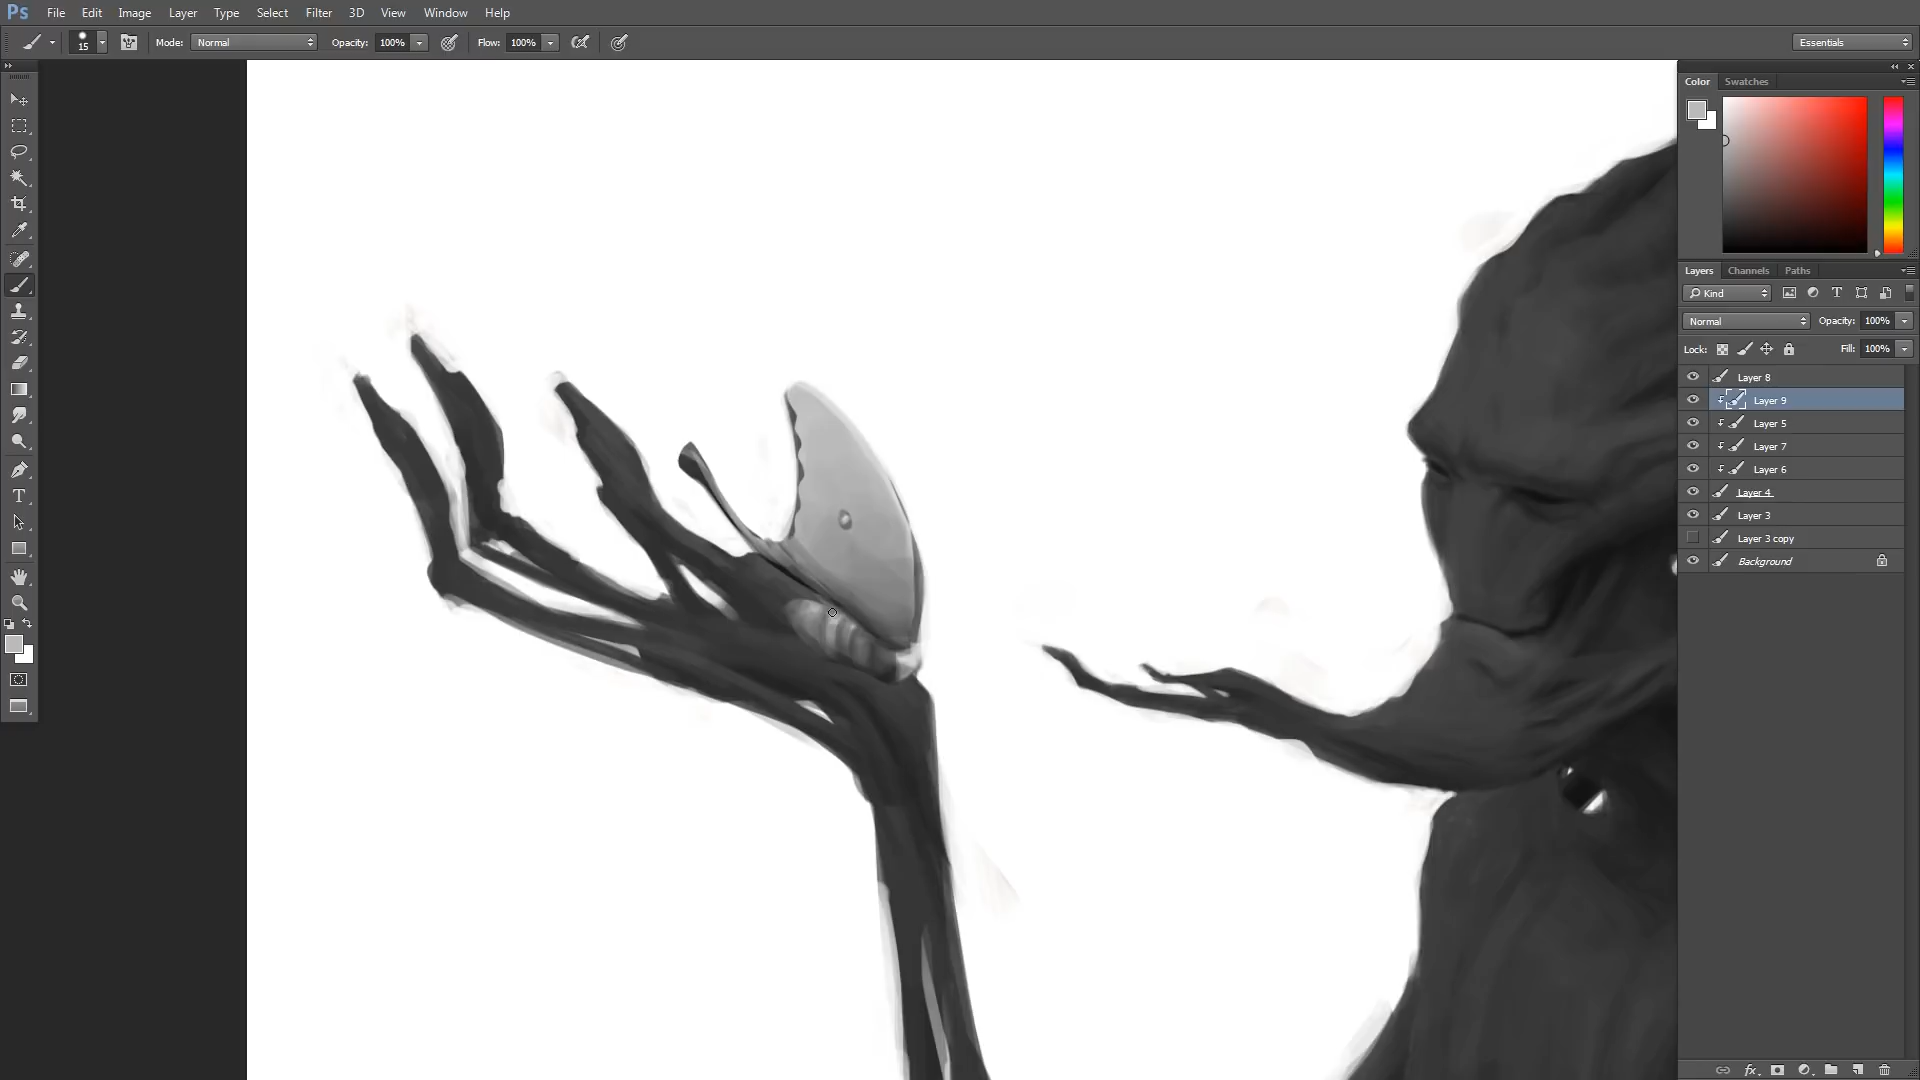 Ps File Edit Image Layer Type Select Filter 3D View Window Help
15 Mode: Normal Opacity: 100% Flow: 100% Essentials
Color Swatches
Layers Channels Paths
Kind T
Normal Opacity: 100%
Lock: Fill: 100%
Layer 8
Layer 9
Layer 5
Layer 7
Layer 6
Layer 4
Layer 3
Layer 3 copy
Background
T
fx